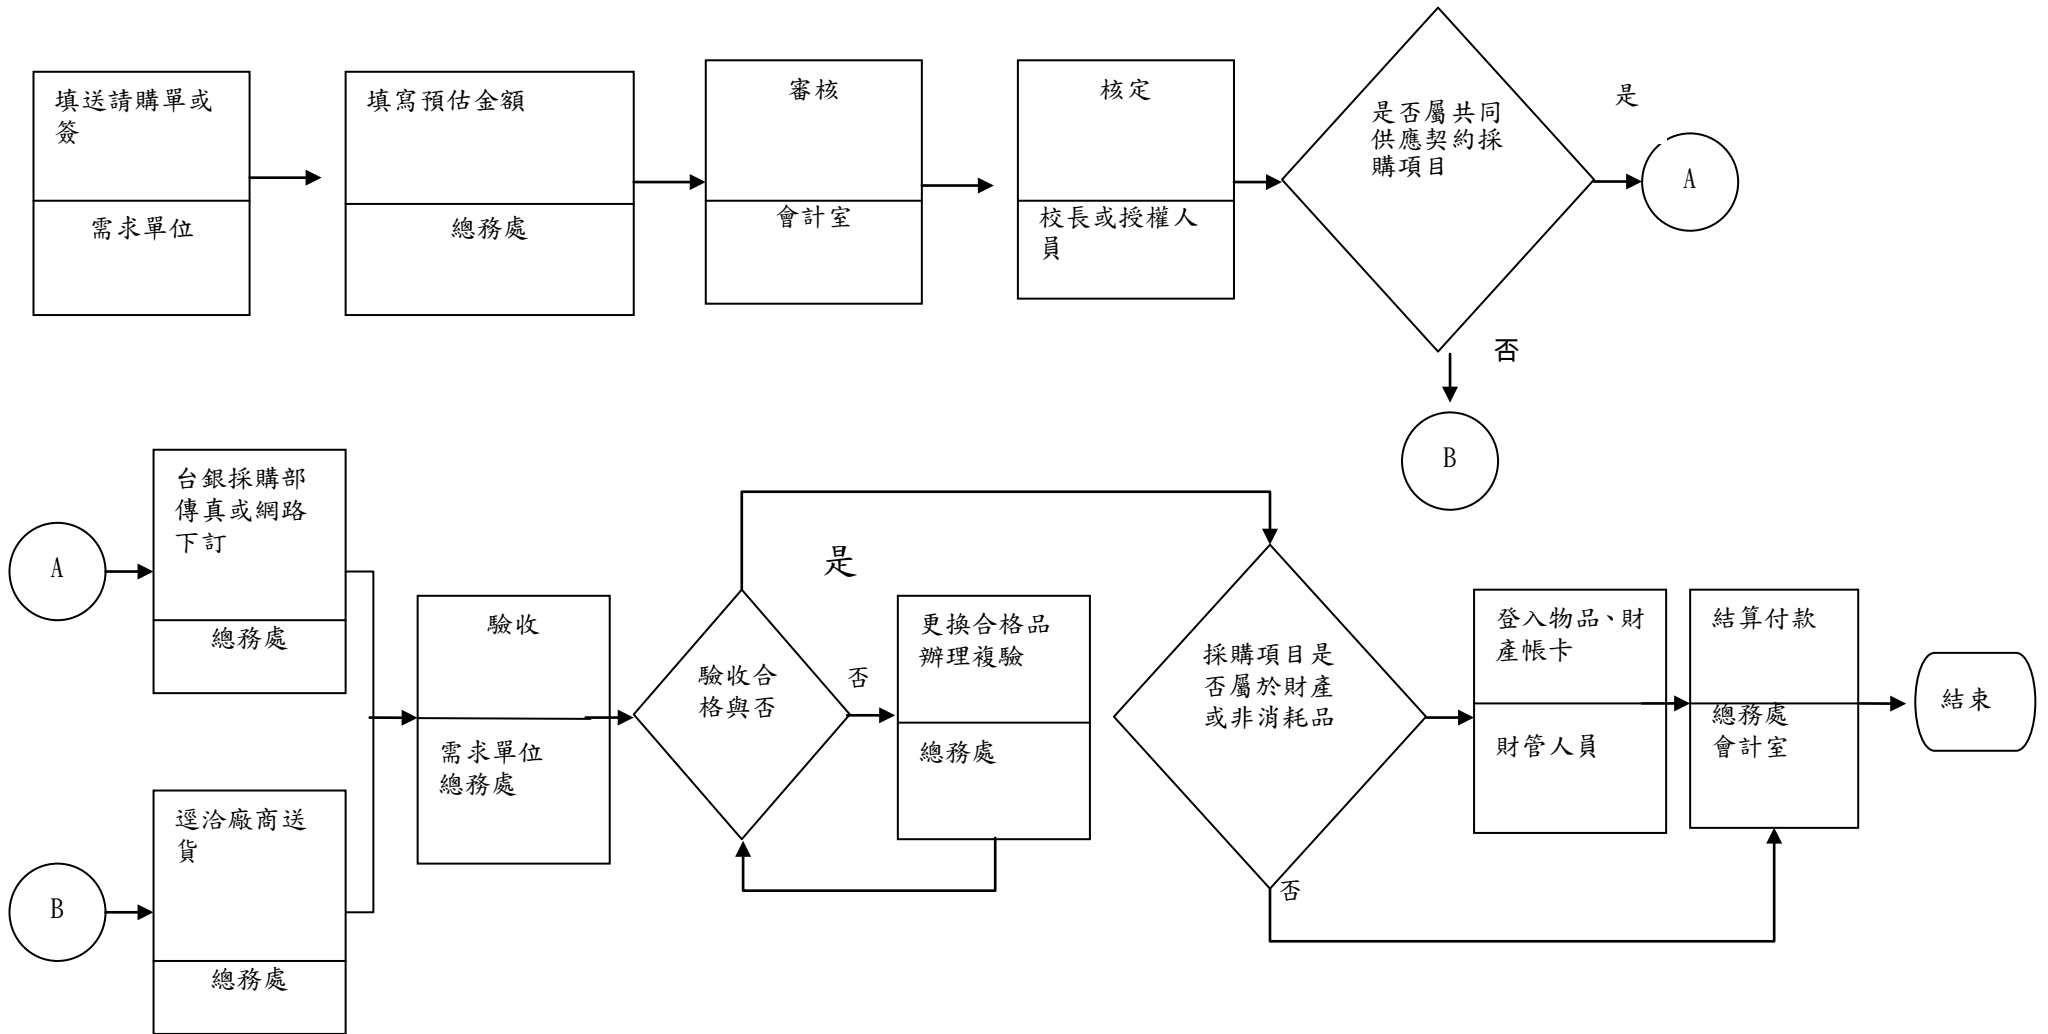 填送請購單或
簽
需求單位
填寫預估金額
總務處
審核
會計室
核定
校長或授權人
員
是否屬共同
供應契約採
購項目
是
A
否
B
A
台銀採購部
傳真或網路
下訂
總務處
B
逕洽廠商送
貨
總務處
驗收
需求單位
總務處
驗收合
格與否
是
否
更換合格品
辦理複驗
總務處
採購項目是
否屬於財產
或非消耗品
否
登入物品、財
產帳卡
財管人員
結算付款
總務處
會計室
結束